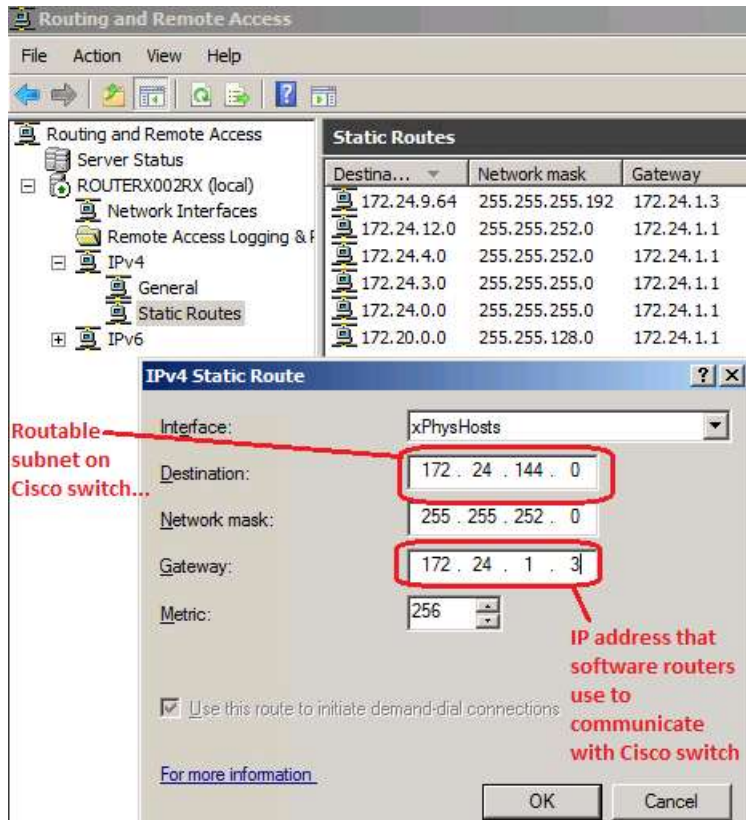 Routing and Remote Access
File Action View Help
Routing and Remote Access
Server Status
ROUTERX002RX (local)
Network Interfaces
Remote Access Logging &
IPv4
General
Static Routes
IPv6
Static Routes
Destina... Network mask Gateway
172.24.9.64 255.255.255.192 172.24.1.3
172.24.12.0 255.255.252.0 172.24.1.1
172.24.4.0 255.255.252.0 172.24.1.1
172.24.3.0 255.255.255.0 172.24.1.1
172.24.0.0 255.255.255.0 172.24.1.1
172.20.0.0 255.255.128.0 172.24.1.1
IPv4 Static Route
Routable
subnet on
Cisco switch...
Interface: xPhysHosts
Destination: 172 . 24 . 144 . 0
Network mask: 255 . 255 . 252 . 0
Gateway: 172 . 24 . 1 . 3
Metric: 256
IP address that
software routers
use to
communicate
with Cisco switch
Use this route to initiate demand-dial connections
For more information
OK Cancel